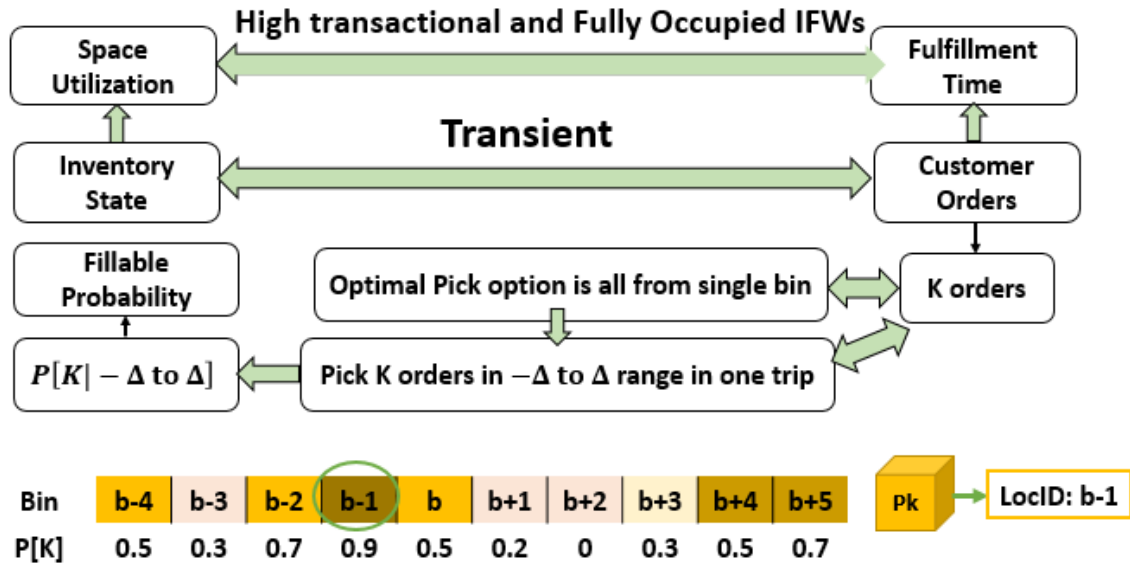 High transactional and Fully Occupied IFWs
Space
Utilization
Fulfillment
Time
Transient
Inventory
State
Customer
Orders
Fillable
Probability
Optimal Pick option is all from single bin
K orders
P[K| − Δ to Δ]
Pick K orders in −Δ to Δ range in one trip
Bin b-4 b-3 b-2 b-1 b b+1 b+2 b+3 b+4 b+5
P[K] 0.5 0.3 0.7 0.9 0.5 0.2 0 0.3 0.5 0.7
Pk
LocID: b-1